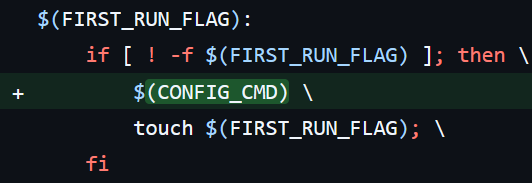 $(FIRST_RUN_FLAG):
if [ ! -f $(FIRST_RUN_FLAG) ]; then \
+ $(CONFIG_CMD) \
touch $(FIRST_RUN_FLAG); \
fi